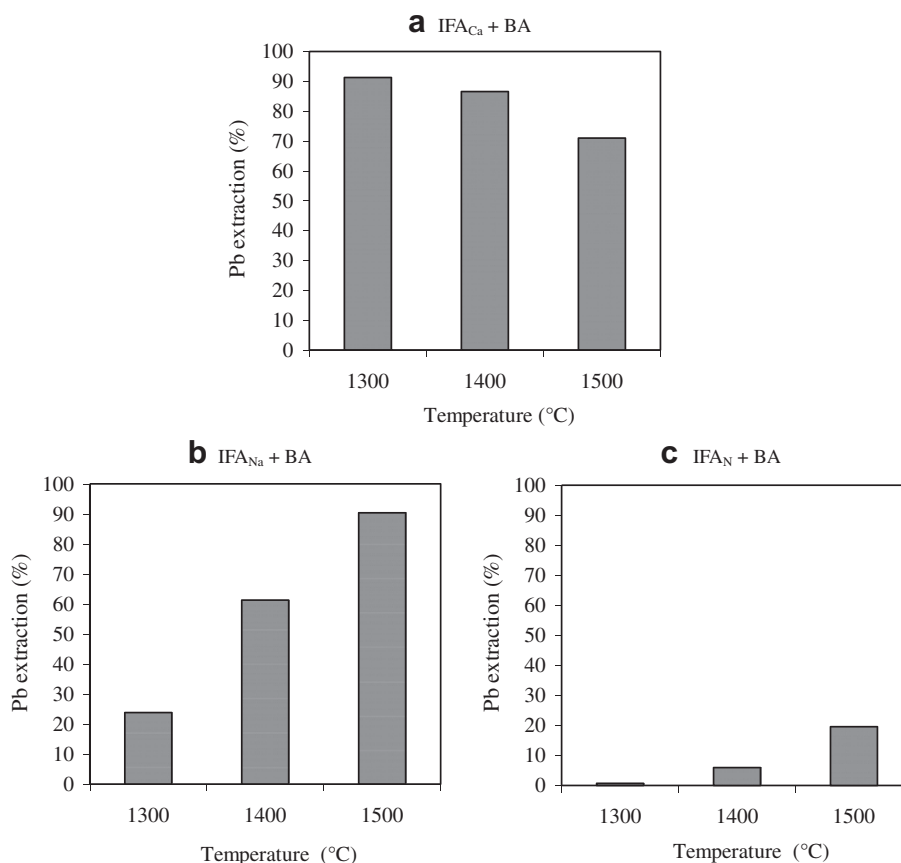 a IFACa + BA
100
90
80
70
60
50
40
30
20
10
0
Pb extraction (%)
1300 1400 1500
Temperature (°C)
b IFANa + BA
100
90
80
70
60
50
40
30
20
10
0
Pb extraction (%)
1300 1400 1500
Temperature (°C)
c IFAN + BA
100
90
80
70
60
50
40
30
20
10
0
Pb extraction (%)
1300 1400 1500
Temperature (°C)